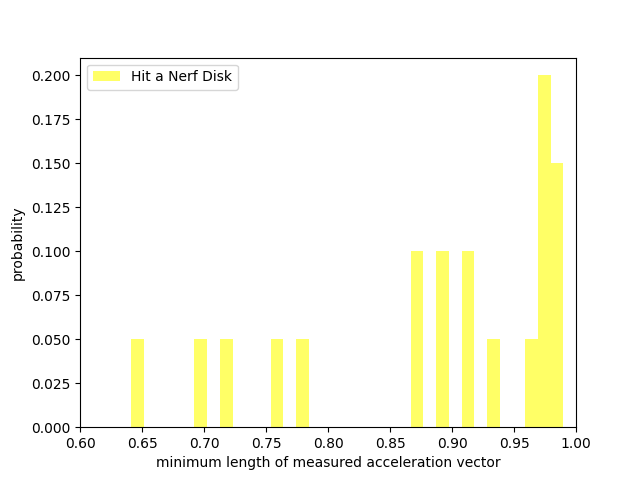 Hit a Nerf Disk
0.200
0.175
0.150
0.125
0.100
0.075
0.050
0.025
0.000
probability
0.60 0.65 0.70 0.75 0.80 0.85 0.90 0.95 1.00
minimum length of measured acceleration vector